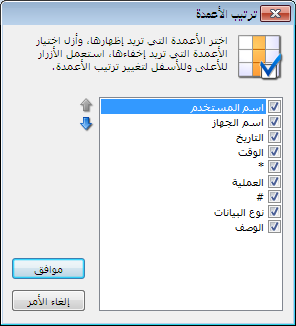 ترتيب الأعمدة
اختر الأعمدة التي تريد إظهارها، وأزل اختيار
الأعمدة التي تريد إخفاءها، استعمل الأزرار
للأعلى وللأسفل لتغيير ترتيب الأعمدة.
اسم المستخدم
اسم الجهاز
التاريخ
الوقت
*
العملية
#
نوع البيانات
الوصف
موافق
إلغاء الأمر